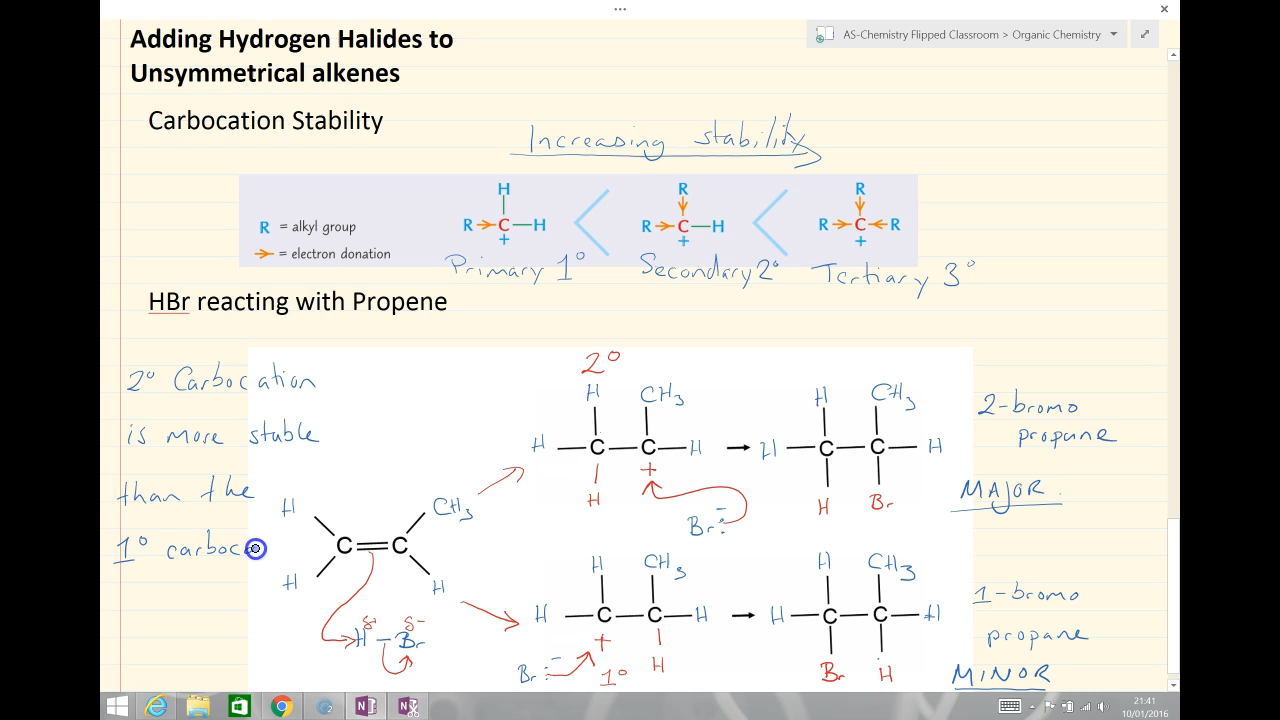 Adding Hydrogen Halides to
Unsymmetrical alkenes
AS-Chemistry Flipped Classroom > Organic Chemistry
Carbocation Stability
Increasing stability
H R R
R = alkyl group R C H R C H R C R
+ + +
= electron donation
Primary 1° Secondary 2° Tertiary 3°
HBr reacting with Propene
2° Carbocation
is more stable
than the
1° carboc
2°
H CH3 H CH3
H C C H H C C H
+
H H Br
Br:⁻
2-bromo
propane
MAJOR
H CH3
C C
H H
δ+ δ-
H - Br
H CH3 H CH3
H C C H H C C H
+
Br:⁻ 1° H Br H
1-bromo
propane
MINOR
21:41
10/01/2016